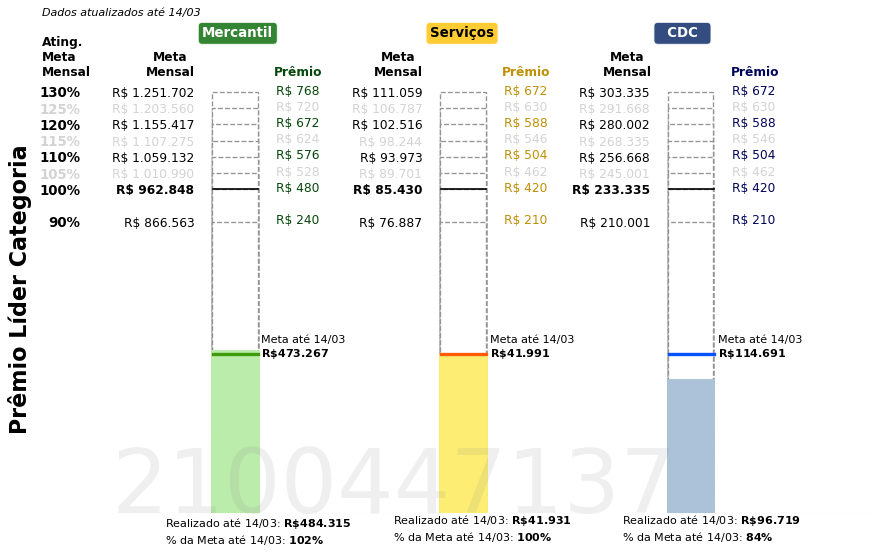 Dados atualizados até 14/03
Mercantil
Serviços
CDC
Ating. Meta Mensal
Meta Mensal
Prêmio
Meta Mensal
Prêmio
Meta Mensal
Prêmio
130% R$ 1.251.702 R$ 768 R$ 111.059 R$ 672 R$ 303.335 R$ 672
125% R$ 1.203.560 R$ 720 R$ 106.787 R$ 630 R$ 291.668 R$ 630
120% R$ 1.155.417 R$ 672 R$ 102.516 R$ 588 R$ 280.002 R$ 588
115% R$ 1.107.275 R$ 624 R$ 98.244 R$ 546 R$ 268.335 R$ 546
110% R$ 1.059.132 R$ 576 R$ 93.973 R$ 504 R$ 256.668 R$ 504
105% R$ 1.010.990 R$ 528 R$ 89.701 R$ 462 R$ 245.001 R$ 462
100% R$ 962.848 R$ 480 R$ 85.430 R$ 420 R$ 233.335 R$ 420
90% R$ 866.563 R$ 240 R$ 76.887 R$ 210 R$ 210.001 R$ 210
Prêmio Líder Categoria
Meta até 14/03
R$473.267
Meta até 14/03
R$41.991
Meta até 14/03
R$114.691
2100447137
Realizado até 14/03: R$484.315
% da Meta até 14/03: 102%
Realizado até 14/03: R$41.931
% da Meta até 14/03: 100%
Realizado até 14/03: R$96.719
% da Meta até 14/03: 84%